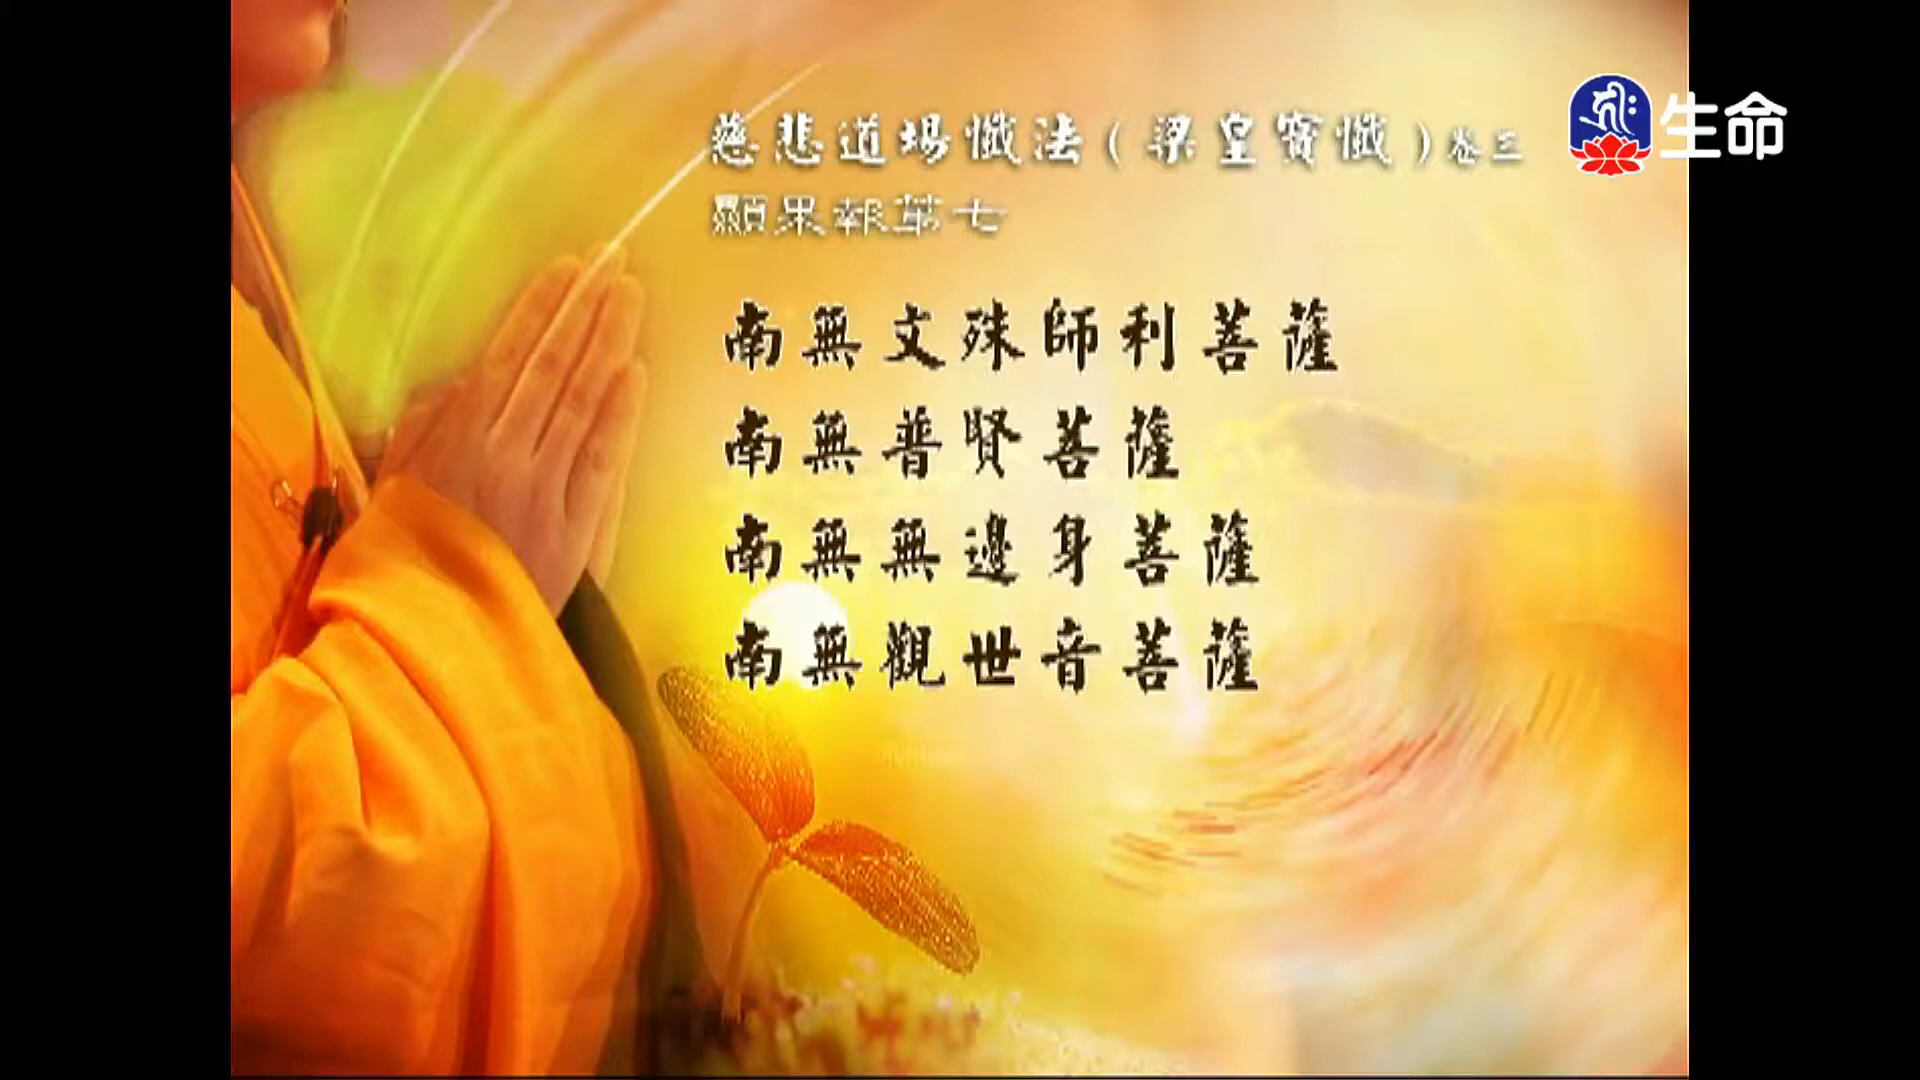 慈悲道場懺法(梁皇寶懺)卷三
顯果報第七
生命
南無文殊師利菩薩
南無普賢菩薩
南無無邊身菩薩
南無觀世音菩薩